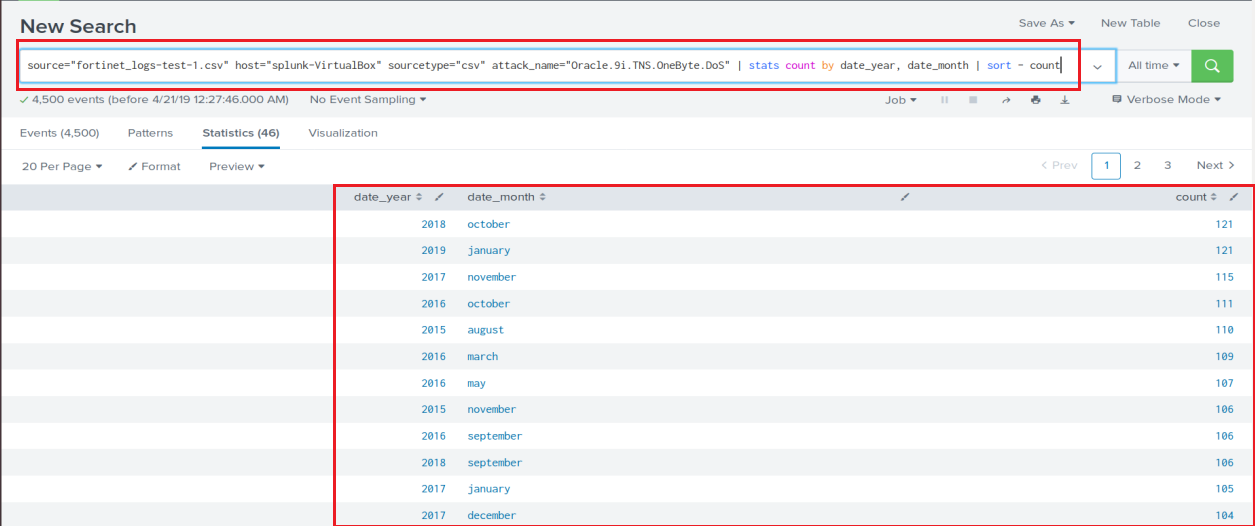 New Search
Save As ▾ New Table Close
source="fortinet_logs-test-1.csv" host="splunk-VirtualBox" sourcetype="csv" attack_name="Oracle.9i.TNS.OneByte.DoS" | stats count by date_year, date_month | sort - count
All time ▾
✓ 4,500 events (before 4/21/19 12:27:46.000 AM) No Event Sampling ▾
Job ▾ Verbose Mode ▾
Events (4,500) Patterns Statistics (46) Visualization
20 Per Page ▾ Format Preview ▾
< Prev 1 2 3 Next >
date_year date_month count
2018 october 121
2019 january 121
2017 november 115
2016 october 111
2015 august 110
2016 march 109
2016 may 107
2015 november 106
2016 september 106
2018 september 106
2017 january 105
2017 december 104